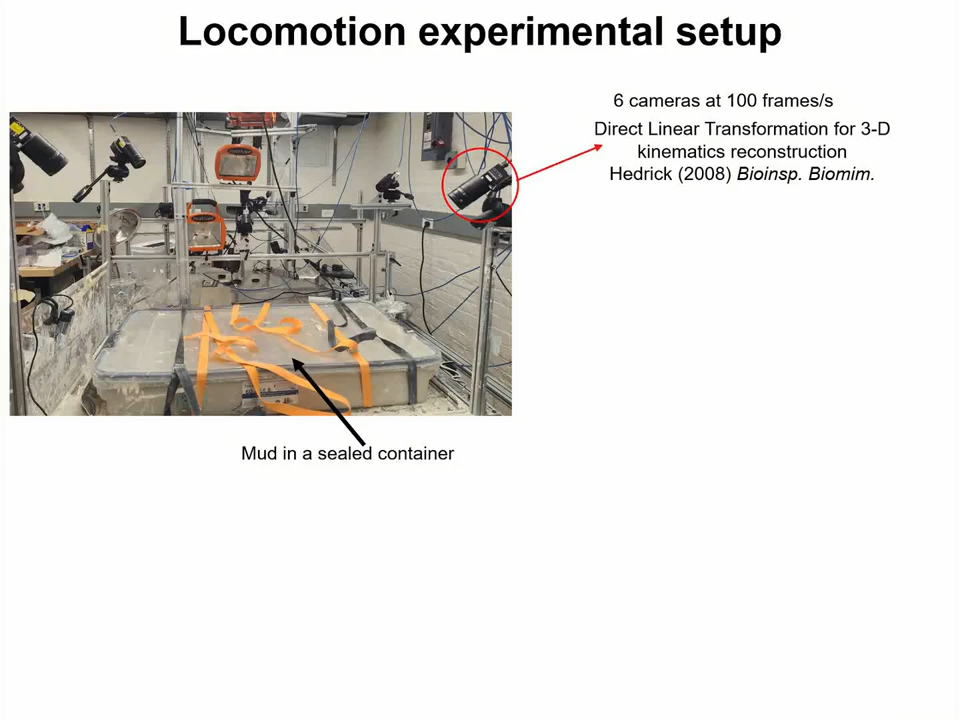 Locomotion experimental setup
6 cameras at 100 frames/s
Direct Linear Transformation for 3-D
kinematics reconstruction
Hedrick (2008) Bioinsp. Biomim.
Mud in a sealed container